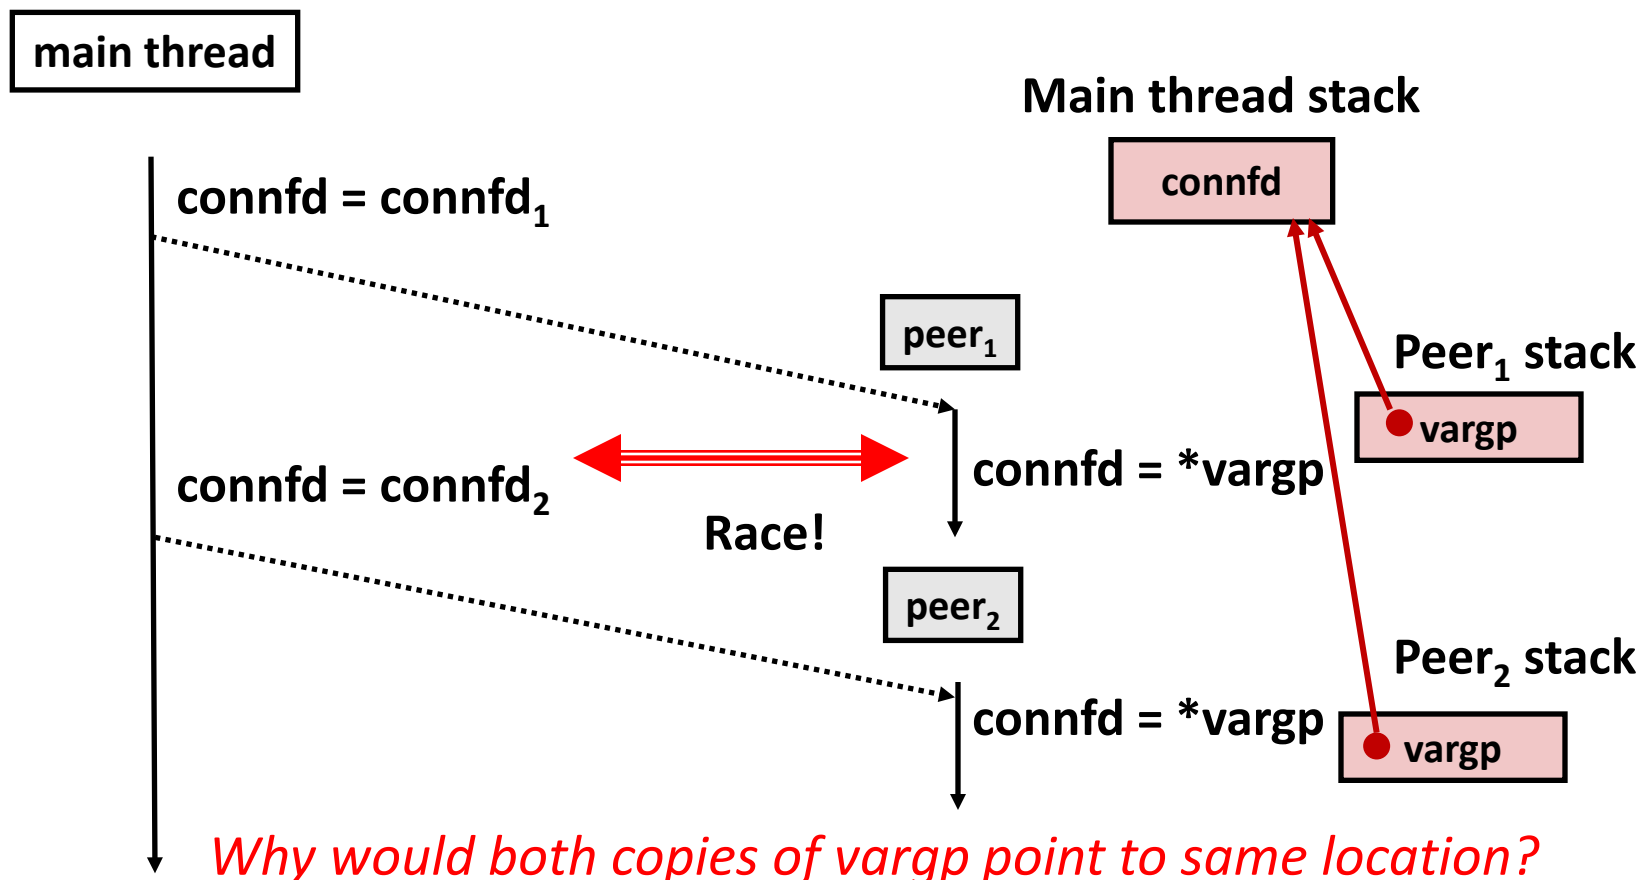 main thread
Main thread stack
connfd
connfd₁ = connfd₁
peer₁
Peer₁ stack
vargp
connfd = connfd₂
connfd = *vargp
Race!
peer₂
Peer₂ stack
connfd = *vargp
vargp
Why would both copies of vargp point to same location?